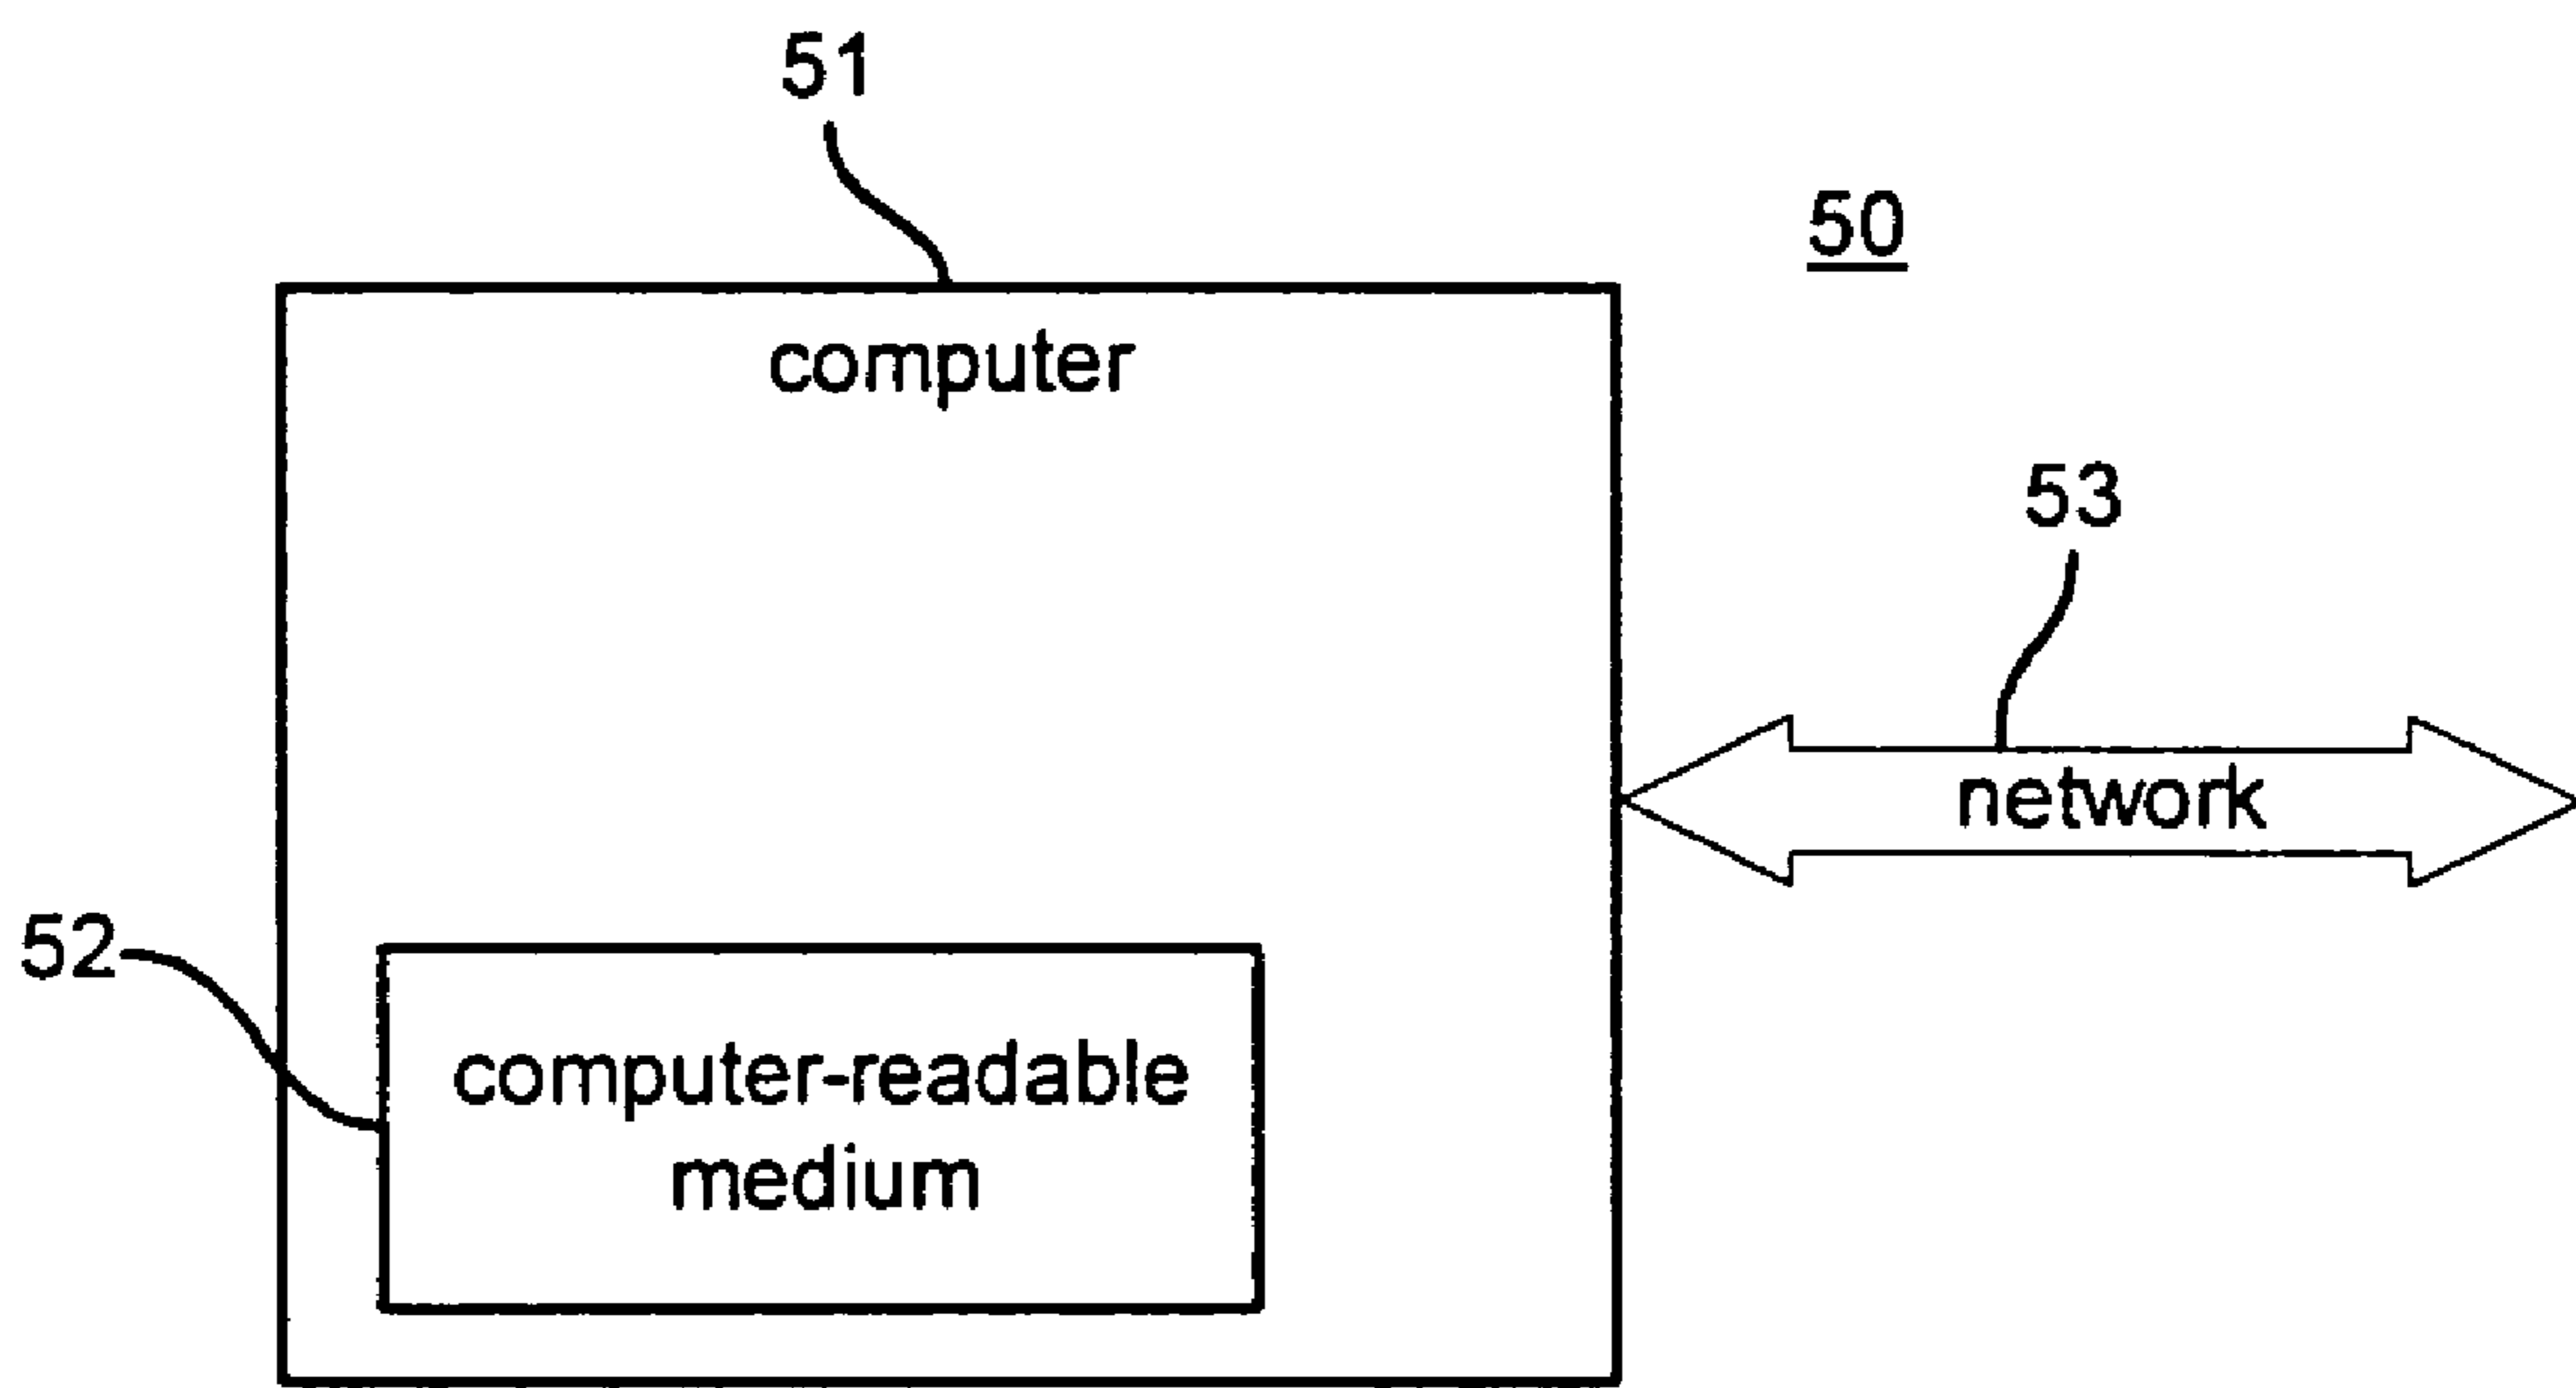 51
50
computer
53
network
52
computer-readable
medium